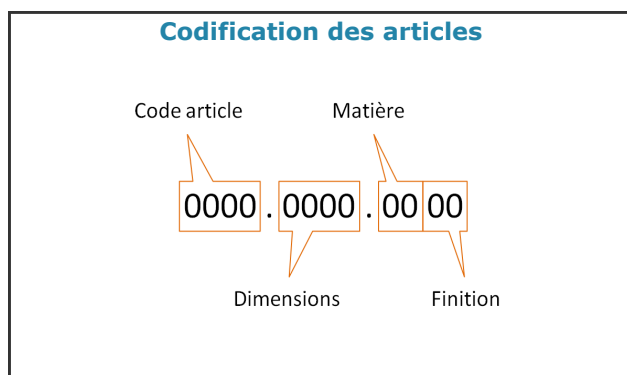 Codification des articles
Code article Matière
0000 . 0000 . 00 00
Dimensions Finition